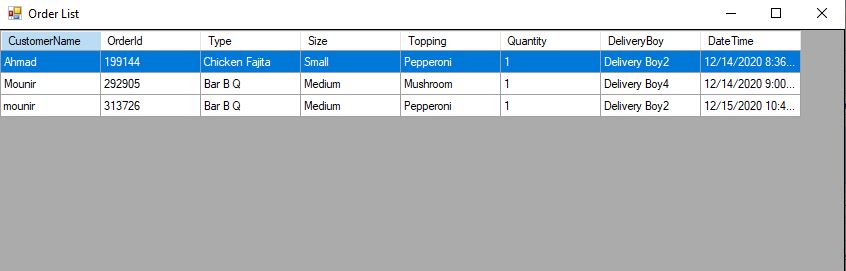 Order List
CustomerName OrderId Type Size Topping Quantity DeliveryBoy DateTime
Ahmad 199144 Chicken Fajita Small Pepperoni 1 Delivery Boy2 12/14/2020 8:36...
Mounir 292905 Bar B Q Medium Mushroom 1 Delivery Boy4 12/14/2020 9:00...
mounir 313726 Bar B Q Medium Pepperoni 1 Delivery Boy2 12/15/2020 10:4...